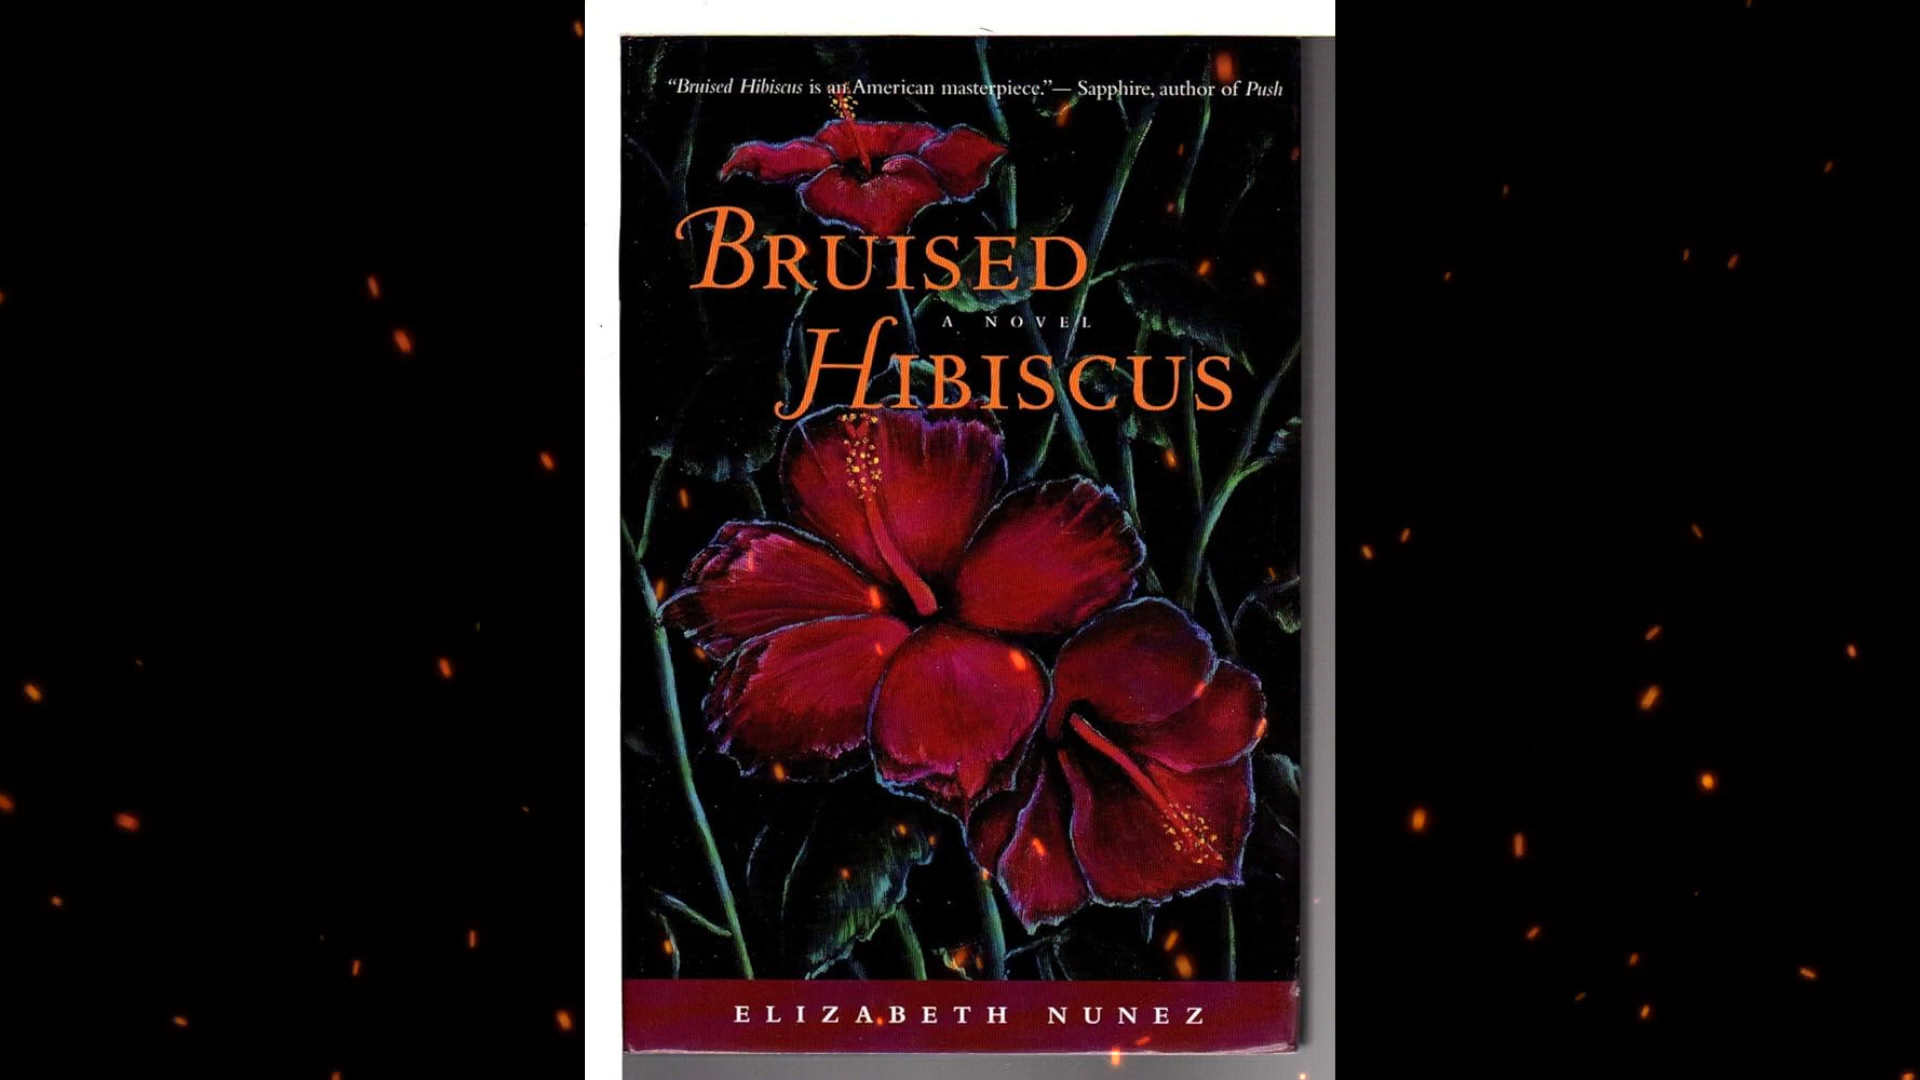 “Bruised Hibiscus is an American masterpiece.”— Sapphire, author of Push
BRUISED
A NOVEL
HIBISCUS
ELIZABETH NUNEZ